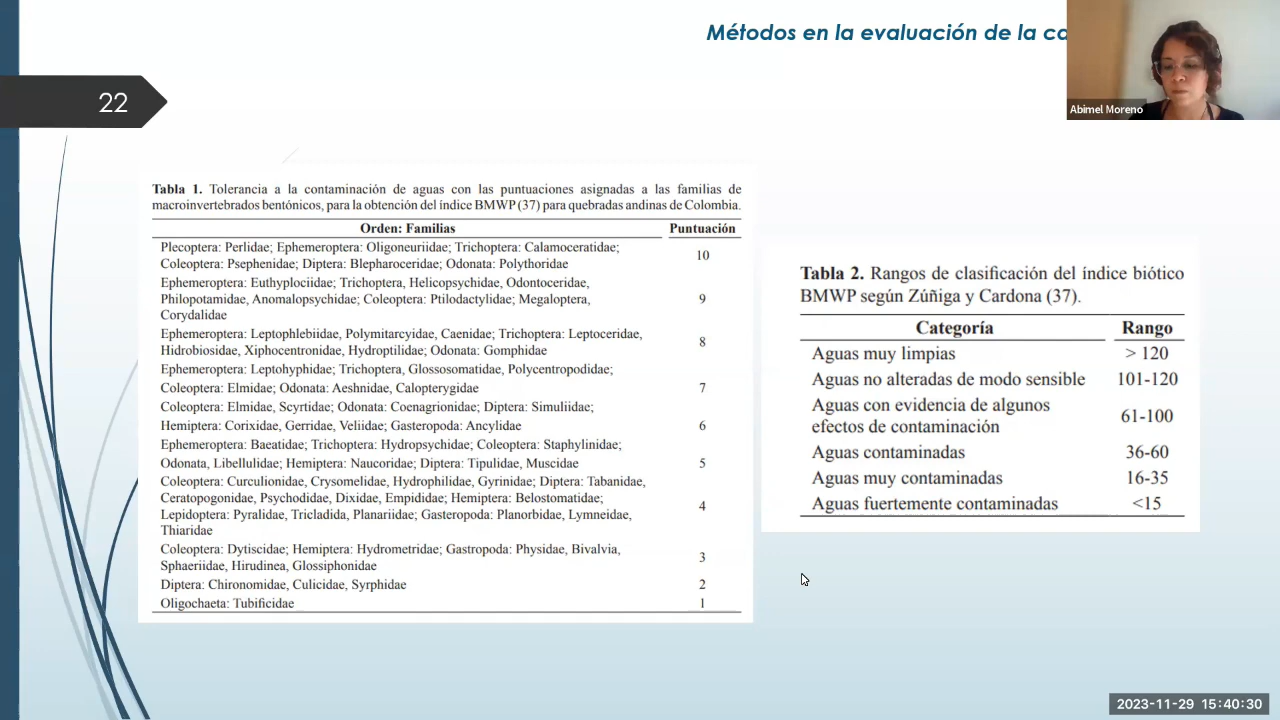 Métodos en la evaluación de la
Abimel Moreno
22
Tabla 1. Tolerancia a la contaminación de aguas con las puntuaciones asignadas a las familias de
macroinvertebrados bentónicos, para la obtención del índice BMWP (37) para quebradas andinas de Colombia.
Orden: Familias Puntuación
Plecoptera: Perlidae; Ephemeroptera: Oligoneuriidae; Trichoptera: Calamoceratidae;
Coleoptera: Psephenidae; Diptera: Blepharoceridae; Odonata: Polythoridae
10
Ephemeroptera: Euthyplociidae; Trichoptera, Helicopsychidae, Odontoceridae,
Philopotamidae, Anomalopsychidae; Coleoptera: Ptilodactylidae; Megaloptera,
Corydalidae
9
Ephemeroptera: Leptophlebiidae, Polymitarcyidae, Caenidae; Trichoptera: Leptoceridae,
Hidrobiosidae, Xiphocentronidae, Hydroptilidae; Odonata: Gomphidae
8
Ephemeroptera: Leptohyphidae; Trichoptera, Glossosomatidae, Polycentropodidae;
Coleoptera: Elmidae; Odonata: Aeshnidae, Calopterygidae
7
Coleoptera: Elmidae, Scyrtidae; Odonata: Coenagrionidae; Diptera: Simuliidae;
Hemiptera: Corixidae, Gerridae, Veliidae; Gasteropoda: Ancylidae
6
Ephemeroptera: Baeatidae; Trichoptera: Hydropsychidae; Coleoptera: Staphylinidae;
Odonata, Libellulidae; Hemiptera: Naucoridae; Diptera: Tipulidae, Muscidae
5
Coleoptera: Curculionidae, Crysomelidae, Hydrophilidae, Gyrinidae; Diptera: Tabanidae,
Ceratopogonidae, Psychodidae, Dixidae, Empididae; Hemiptera: Belostomatidae;
Lepidoptera: Pyralidae, Tricladida, Planariidae; Gasteropoda: Planorbidae, Lymneidae,
Thiaridae
4
Coleoptera: Dytiscidae; Hemiptera: Hydrometridae; Gastropoda: Physidae, Bivalvia,
Sphaeriidae, Hirudinea, Glossiphonidae
3
Diptera: Chironomidae, Culicidae, Syrphidae 2
Oligochaeta: Tubificidae 1
Tabla 2. Rangos de clasificación del índice biótico
BMWP según Zúñiga y Cardona (37).
Categoría Rango
Aguas muy limpias > 120
Aguas no alteradas de modo sensible 101-120
Aguas con evidencia de algunos
efectos de contaminación
61-100
Aguas contaminadas 36-60
Aguas muy contaminadas 16-35
Aguas fuertemente contaminadas <15
2023-11-29 15:40:30